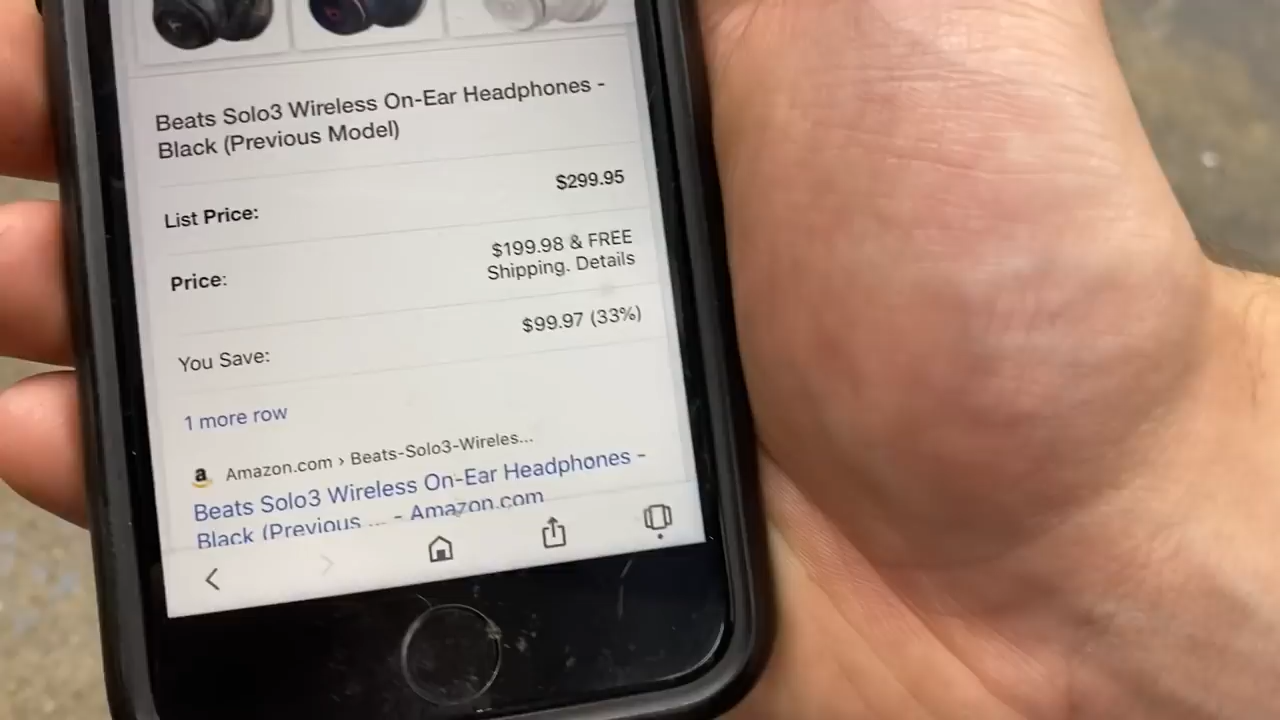 Beats Solo3 Wireless On-Ear Headphones -
Black (Previous Model)
$299.95
List Price:
$199.98 & FREE
Shipping. Details
Price:
$99.97 (33%)
You Save:
1 more row
a Amazon.com › Beats-Solo3-Wireles...
Beats Solo3 Wireless On-Ear Headphones -
Black (Previous ... - Amazon.com